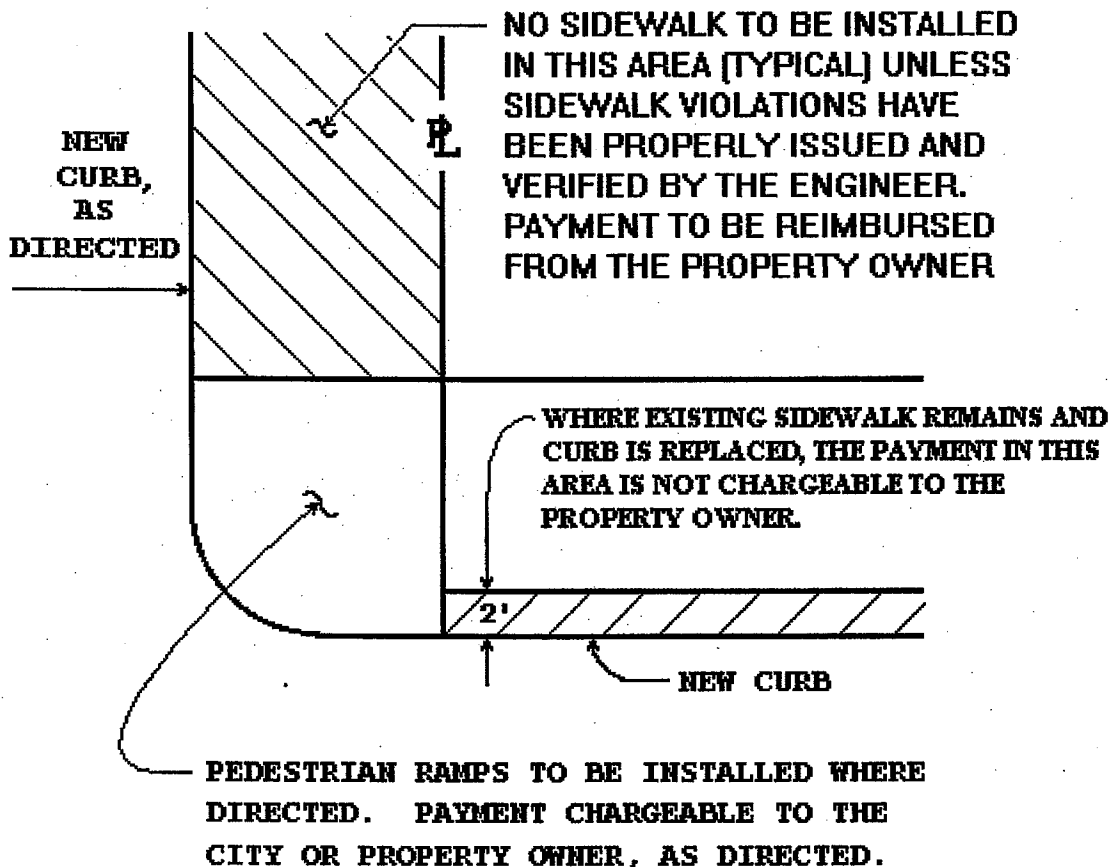 NO SIDEWALK TO BE INSTALLED
IN THIS AREA (TYPICAL) UNLESS
SIDEWALK VIOLATIONS HAVE
BEEN PROPERLY ISSUED AND
VERIFIED BY THE ENGINEER.
PAYMENT TO BE REIMBURSED
FROM THE PROPERTY OWNER
PL
NEW
CURB,
AS
DIRECTED
WHERE EXISTING SIDEWALK REMAINS AND
CURB IS REPLACED, THE PAYMENT IN THIS
AREA IS NOT CHARGEABLE TO THE
PROPERTY OWNER.
2'
NEW CURB
PEDESTRIAN RAMPS TO BE INSTALLED WHERE
DIRECTED. PAYMENT CHARGEABLE TO THE
CITY OR PROPERTY OWNER, AS DIRECTED.